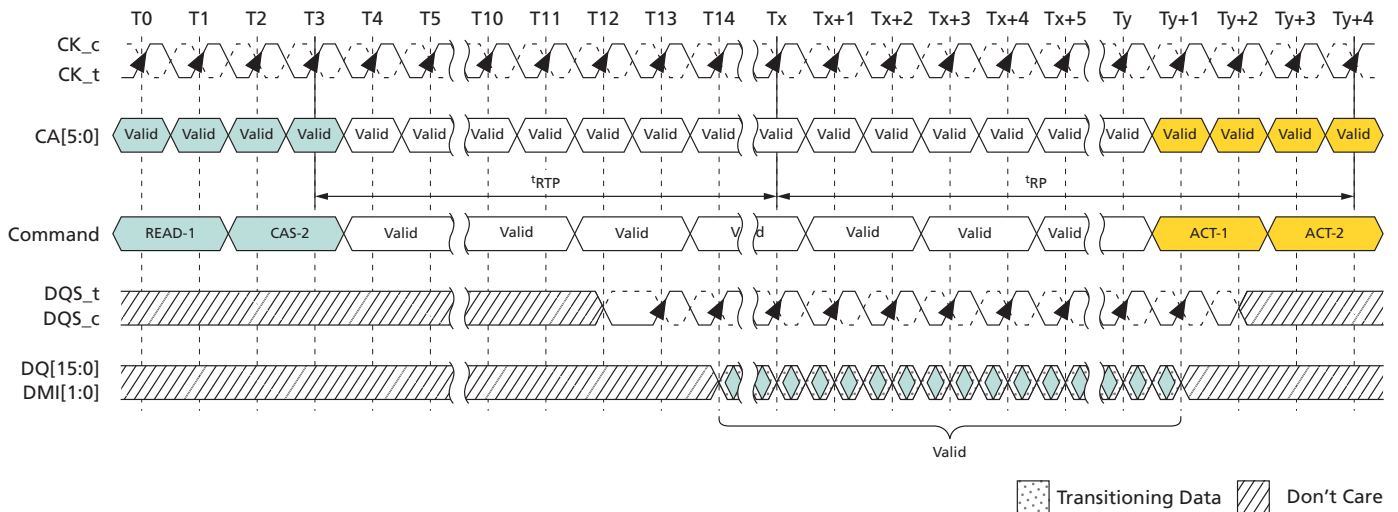 T0 T1 T2 T3 T4 T5 T10 T11 T12 T13 T14 Tx Tx+1 Tx+2 Tx+3 Tx+4 Tx+5 Ty Ty+1 Ty+2 Ty+3 Ty+4
CK_c
CK_t
CA[5:0] Valid Valid Valid Valid Valid Valid Valid Valid Valid Valid Valid Valid Valid Valid Valid Valid Valid Valid Valid Valid Valid Valid
tRTP tRP
Command READ-1 CAS-2 Valid Valid Valid Valid Valid Valid Valid ACT-1 ACT-2
DQS_t
DQS_c
DQ[15:0]
DMI[1:0]
Valid
Transitioning Data Don't Care